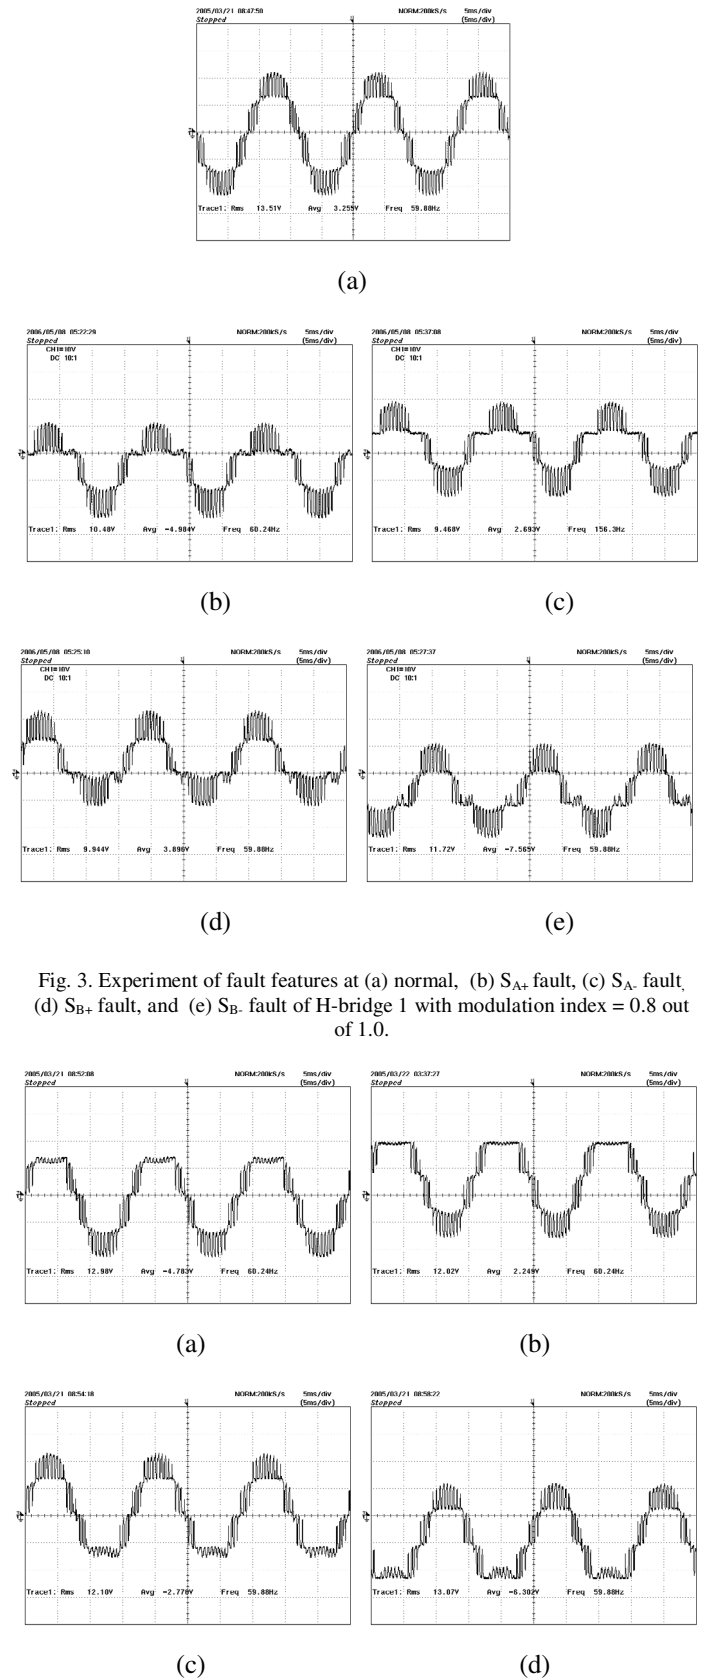 2005/03/21 08:47:50 NORM:200kS/s 5ms/div
Stopped (5ms/div)
Trace1: Rms 13.51V Avg 3.255V Freq 59.88Hz
(a)
2006/05/08 05:22:29 NORM:200kS/s 5ms/div
Stopped (5ms/div)
CH1=10V
DC 10:1
Trace1: Rms 10.48V Avg -4.984V Freq 60.24Hz
2006/05/08 05:37:08 NORM:200kS/s 5ms/div
Stopped (5ms/div)
CH1=10V
DC 10:1
Trace1: Rms 9.468V Avg 2.693V Freq 156.3Hz
(b) (c)
2006/05/08 05:25:10 NORM:200kS/s 5ms/div
Stopped (5ms/div)
CH1=10V
DC 10:1
Trace1: Rms 9.944V Avg 3.896V Freq 59.88Hz
2006/05/08 05:27:37 NORM:200kS/s 5ms/div
Stopped (5ms/div)
CH1=10V
DC 10:1
Trace1: Rms 11.72V Avg -7.565V Freq 59.88Hz
(d) (e)
Fig. 3. Experiment of fault features at (a) normal, (b) S_A+ fault, (c) S_A- fault,
(d) S_B+ fault, and (e) S_B- fault of H-bridge 1 with modulation index = 0.8 out
of 1.0.
2005/03/21 08:52:08 NORM:200kS/s 5ms/div
Stopped (5ms/div)
Trace1: Rms 12.98V Avg -4.783V Freq 60.24Hz
2005/03/22 03:37:27 NORM:200kS/s 5ms/div
Stopped (5ms/div)
Trace1: Rms 12.02V Avg 2.249V Freq 60.24Hz
(a) (b)
2005/03/21 08:54:18 NORM:200kS/s 5ms/div
Stopped (5ms/div)
Trace1: Rms 12.10V Avg -2.778V Freq 59.88Hz
2005/03/21 08:58:22 NORM:200kS/s 5ms/div
Stopped (5ms/div)
Trace1: Rms 13.07V Avg -6.302V Freq 59.88Hz
(c) (d)